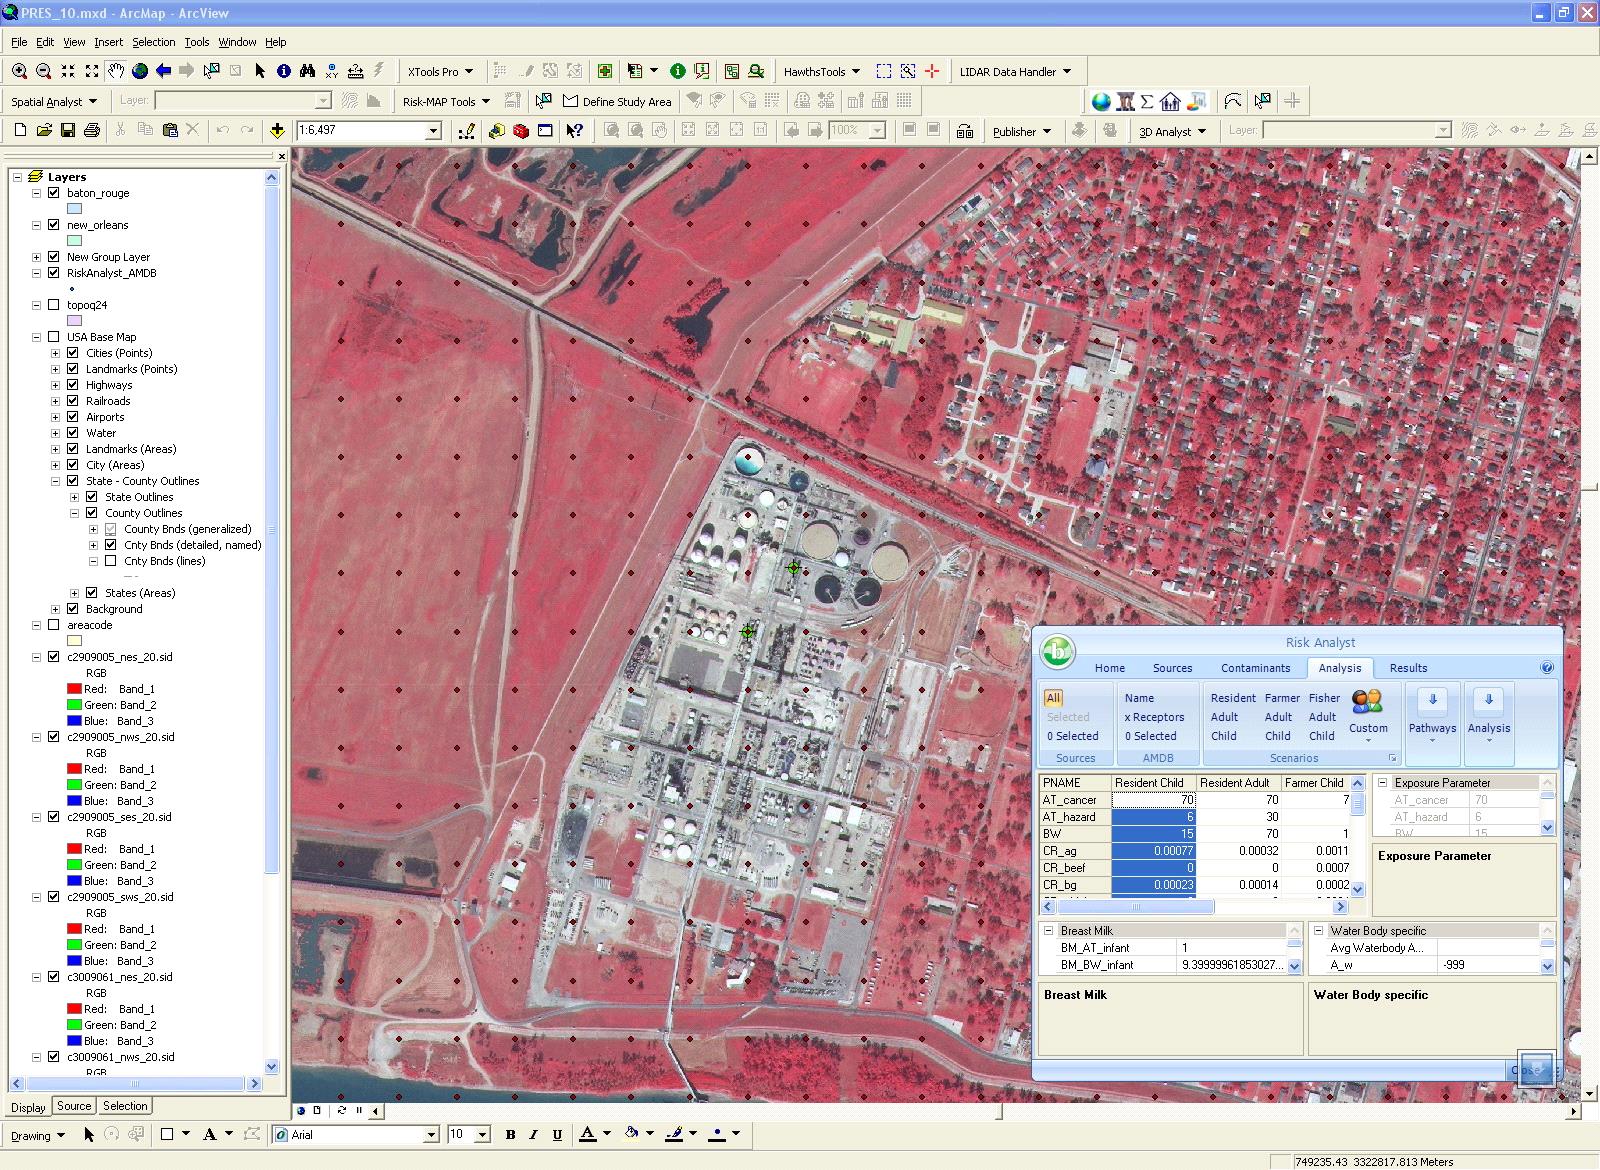 PRES_10.mxd - ArcMap - ArcView
File Edit View Insert Selection Tools Window Help
XTools Pro HawthsTools LIDAR Data Handler
Spatial Analyst Layer: Risk-MAP Tools Define Study Area
1:6,497 100% Publisher 3D Analyst Layer:
Layers
baton_rouge
new_orleans
New Group Layer
RiskAnalyst_AMDB
topoq24
USA Base Map
Cities (Points)
Landmarks (Points)
Highways
Railroads
Airports
Water
Landmarks (Areas)
City (Areas)
State - County Outlines
State Outlines
County Outlines
County Bnds (generalized)
Cnty Bnds (detailed, named)
Cnty Bnds (lines)
States (Areas)
Background
areacode
c2909005_nes_20.sid
RGB
Red: Band_1
Green: Band_2
Blue: Band_3
c2909005_nws_20.sid
RGB
Red: Band_1
Green: Band_2
Blue: Band_3
c2909005_ses_20.sid
RGB
Red: Band_1
Green: Band_2
Blue: Band_3
c2909005_sws_20.sid
RGB
Red: Band_1
Green: Band_2
Blue: Band_3
c3009061_nes_20.sid
RGB
Red: Band_1
Green: Band_2
Blue: Band_3
c3009061_nws_20.sid
RGB
Display Source Selection
Risk Analyst
Home Sources Contaminants Analysis Results
All Name Resident Farmer Fisher
Selected x Receptors Adult Adult Adult Custom Pathways Analysis
0 Selected 0 Selected Child Child Child
Sources AMDB Scenarios
PNAME Resident Child Resident Adult Farmer Child
AT_cancer 70 70 7
AT_hazard 6 30
BW 15 70 1
CR_ag 0.00077 0.00032 0.0011
CR_beef 0 0 0.0007
CR_bg 0.00023 0.00014 0.0002
Exposure Parameter
AT_cancer 70
AT_hazard 6
BW 15
Exposure Parameter
Breast Milk
BM_AT_infant 1
BM_BW_infant 9.39999961853027...
Breast Milk
Water Body specific
Avg Waterbody A...
A_w -999
Water Body specific
Close
Drawing A Arial 10 B I U A
749235.43 3322817.813 Meters